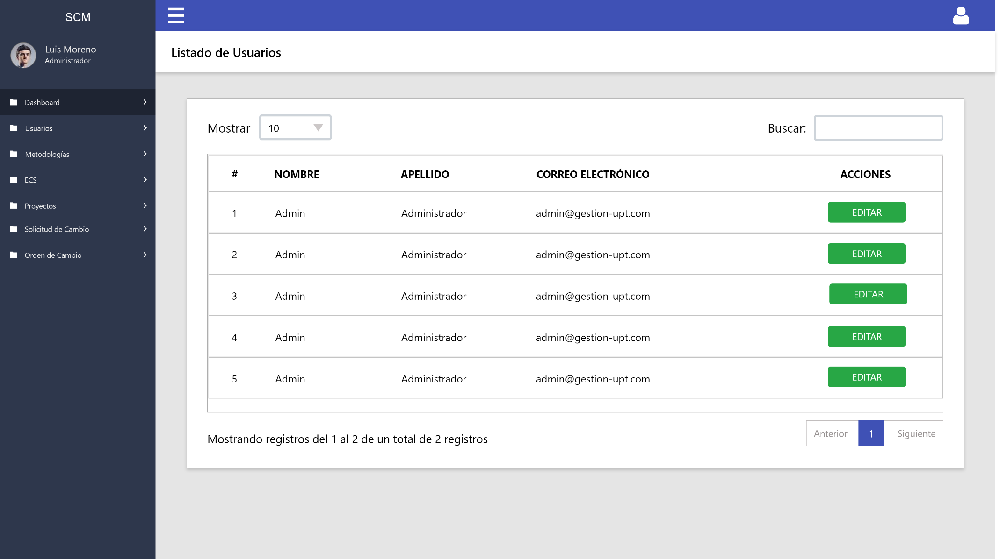 SCM
Luis Moreno
Administrador
Dashboard
Usuarios
Metodologías
ECS
Proyectos
Solicitud de Cambio
Orden de Cambio
Listado de Usuarios
Mostrar 10 Buscar:
# NOMBRE APELLIDO CORREO ELECTRÓNICO ACCIONES
1 Admin Administrador admin@gestion-upt.com EDITAR
2 Admin Administrador admin@gestion-upt.com EDITAR
3 Admin Administrador admin@gestion-upt.com EDITAR
4 Admin Administrador admin@gestion-upt.com EDITAR
5 Admin Administrador admin@gestion-upt.com EDITAR
Mostrando registros del 1 al 2 de un total de 2 registros
Anterior 1 Siguiente